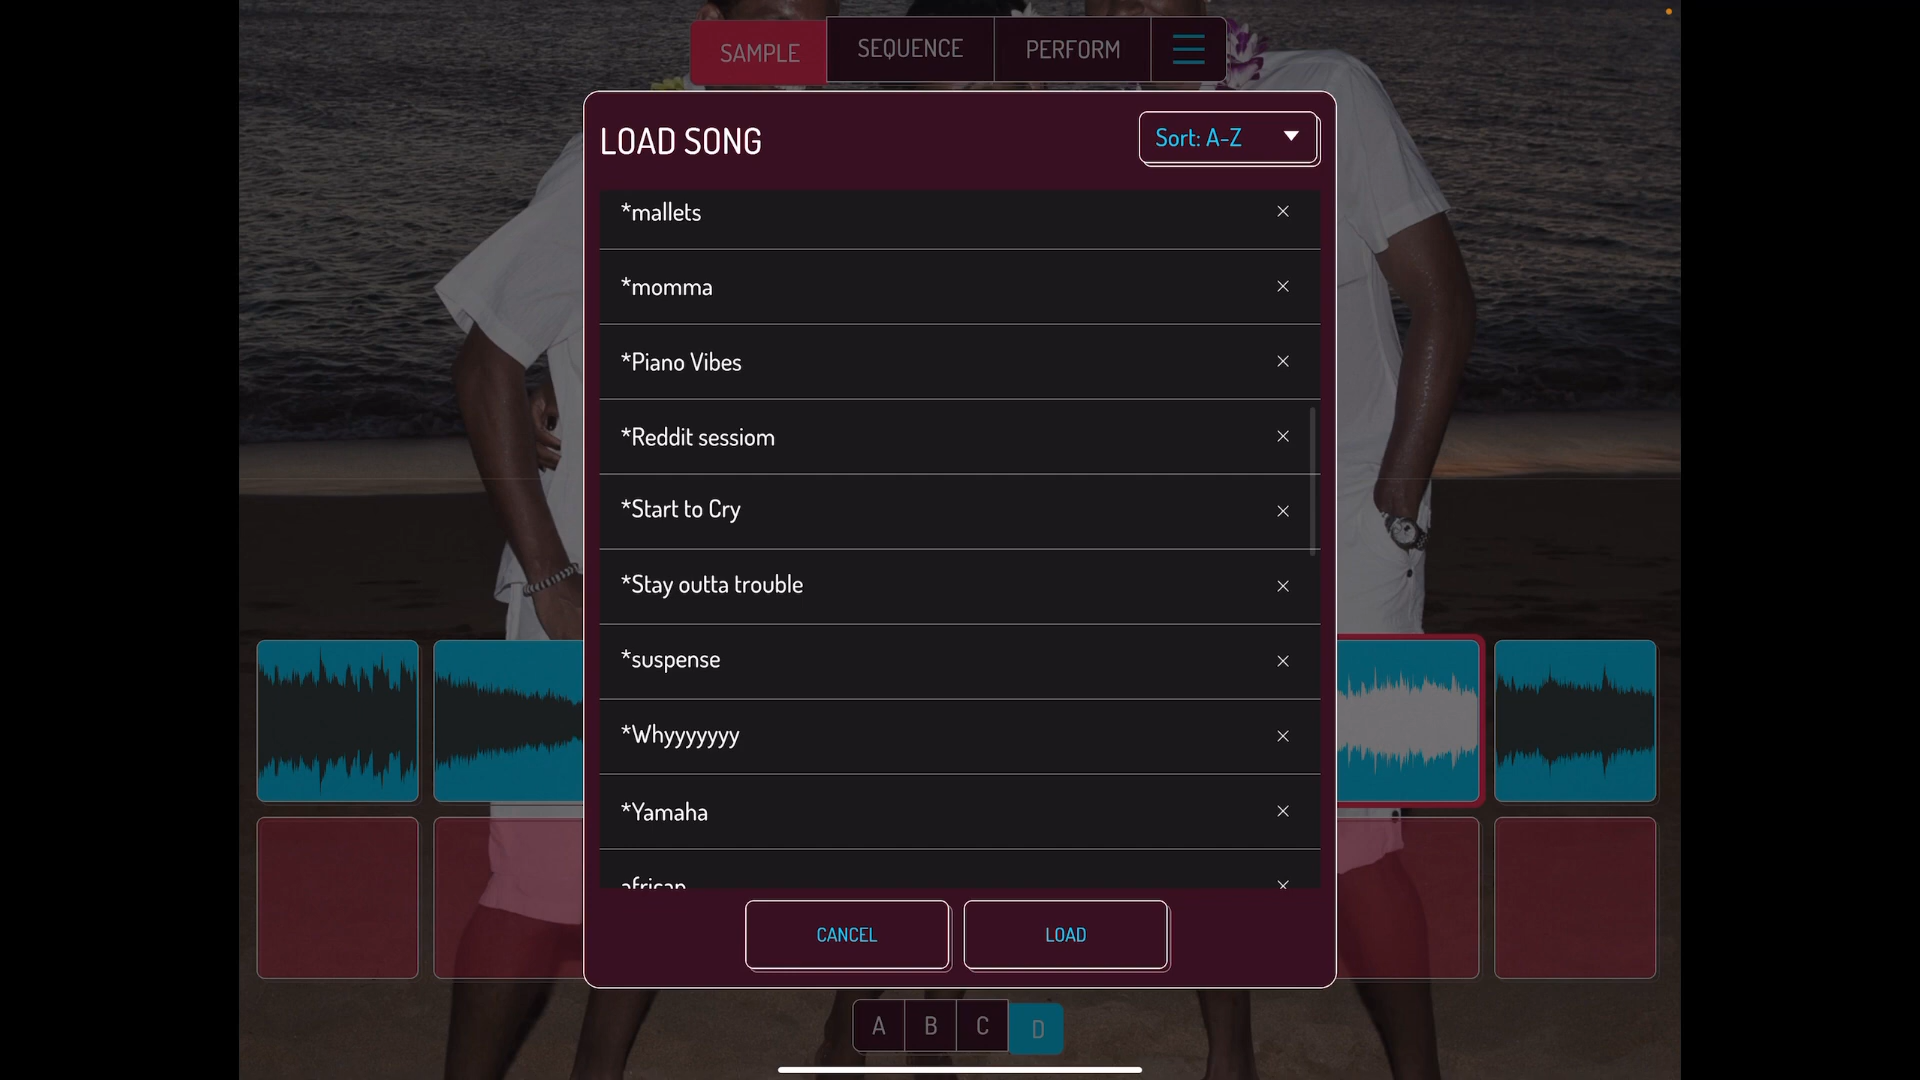 SAMPLE SEQUENCE PERFORM
LOAD SONG
Sort: A-Z
*mallets
*momma
*Piano Vibes
*Reddit sessiom
*Start to Cry
*Stay outta trouble
*suspense
*Whyyyyyyy
*Yamaha
african
CANCEL LOAD
A B C D